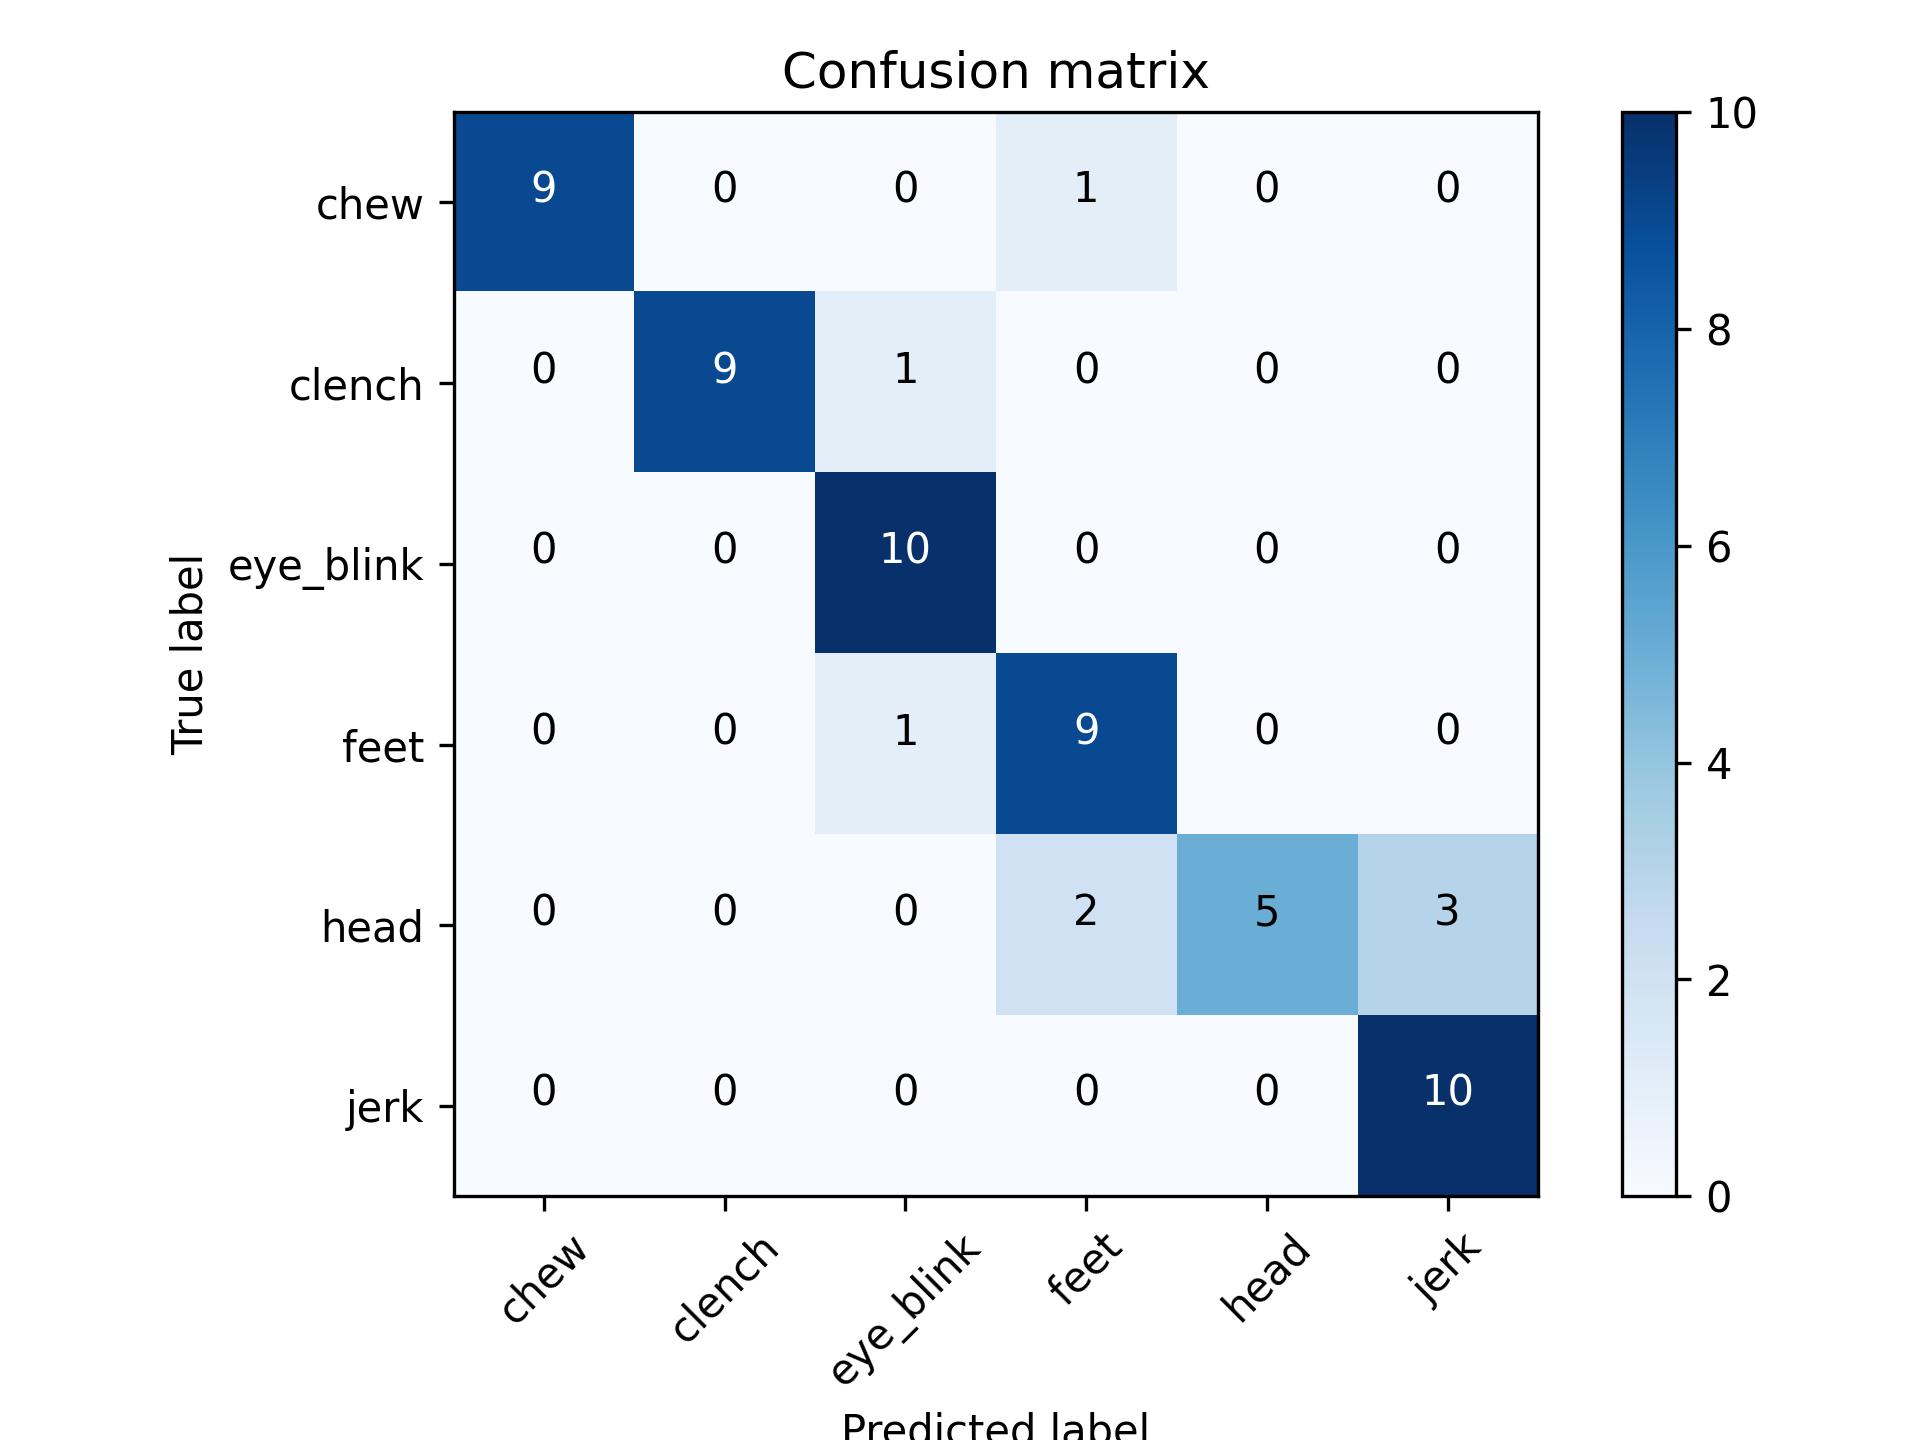 Confusion matrix
chew 9 0 0 1 0 0
clench 0 9 1 0 0 0
eye_blink 0 0 10 0 0 0
feet 0 0 1 9 0 0
head 0 0 0 2 5 3
jerk 0 0 0 0 0 10
True label
chew clench eye_blink feet head jerk
Predicted label
10
8
6
4
2
0